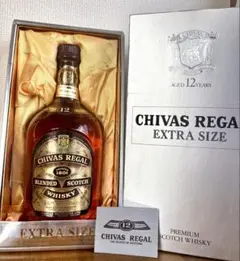 12
CHIVAS REGAL
1801
BLENDED SCOTCH
WHISKY
EXTRA SIZE
AGED 12 YEARS
CHIVAS REGA
EXTRA SIZE
PREMIUM
SCOTCH WHISKY
12
CHIVAS REGAL